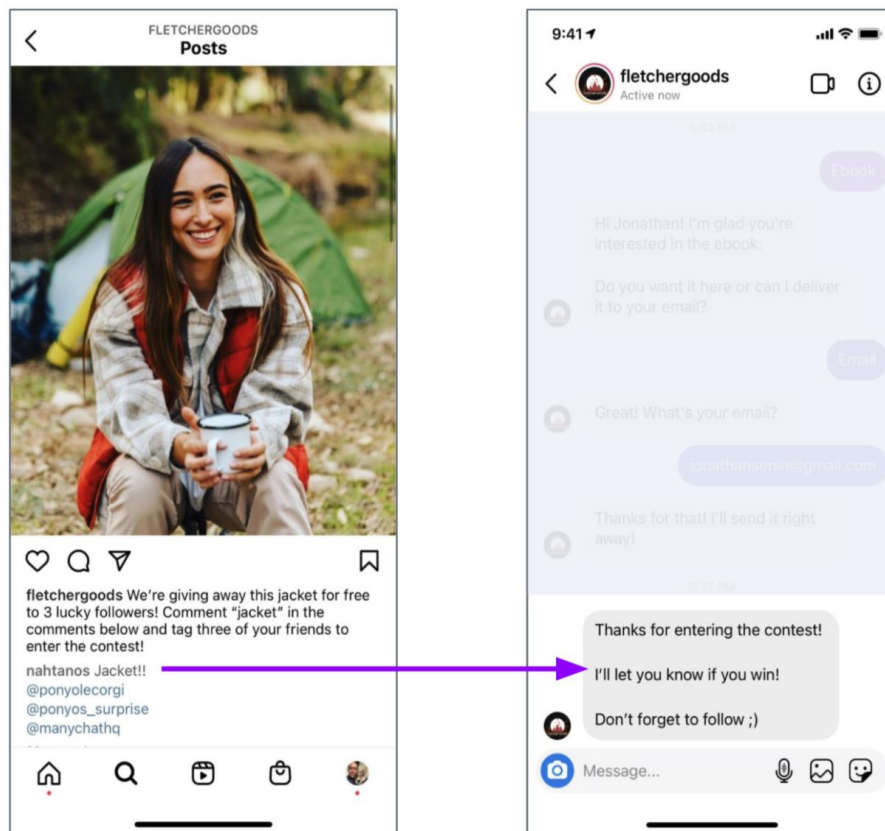 FLETCHERGOODS
Posts
fletchergoods We're giving away this jacket for free
to 3 lucky followers! Comment “jacket” in the
comments below and tag three of your friends to
enter the contest!
nahtanos Jacket!!
@ponyolecorgi
@ponyos_surprise
@manychathq
9:41
fletchergoods
Active now
Ebook
Hi Jonathan! I'm glad you're
interested in the ebook.
Do you want it here or can I deliver
it to your email?
Email
Great! What's your email?
jonathansenin@gmail.com
Thanks for that! I'll send it right
away!
Thanks for entering the contest!
I’ll let you know if you win!
Don’t forget to follow ;)
Message...